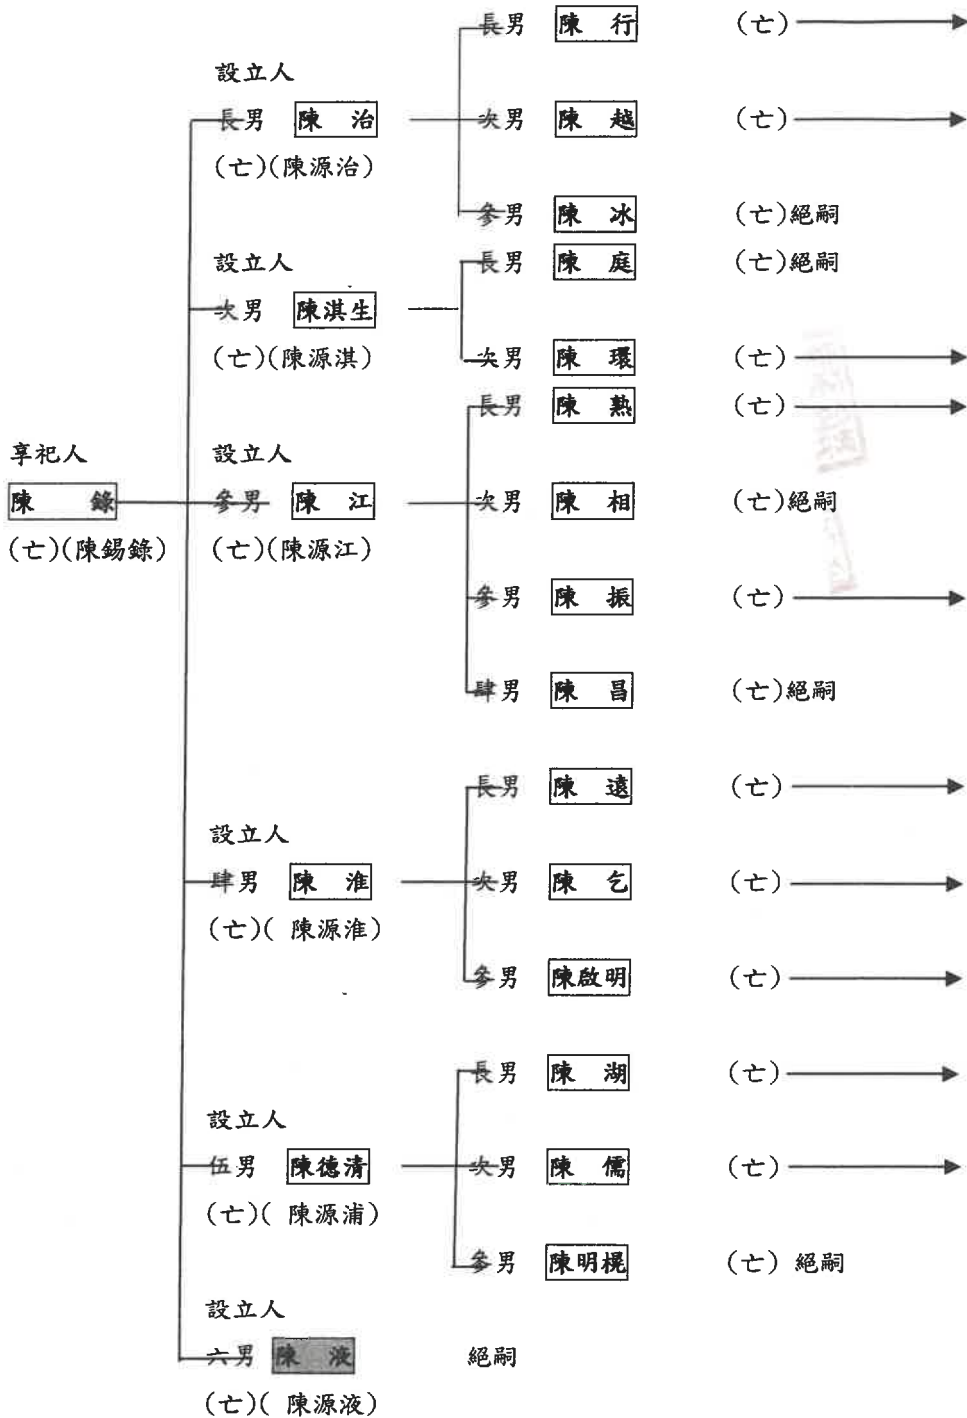 長男 陳 行 (亡)
設立人
長男 陳 治 次男 陳 越 (亡)
(亡)(陳源治)
參男 陳 冰 (亡)絕嗣
設立人 長男 陳 庭 (亡)絕嗣
次男 陳淇生
(亡)(陳源淇) 次男 陳 環 (亡)
長男 陳 熟 (亡)
享祀人 設立人
陳 錄 參男 陳 江 次男 陳 相 (亡)絕嗣
(亡)(陳錫錄) (亡)(陳源江)
參男 陳 振 (亡)
肆男 陳 昌 (亡)絕嗣
長男 陳 遠 (亡)
設立人
肆男 陳 淮 次男 陳 乞 (亡)
(亡)( 陳源淮)
參男 陳啟明 (亡)
長男 陳 湖 (亡)
設立人
伍男 陳德清 次男 陳 儒 (亡)
(亡)( 陳源浦)
參男 陳明榥 (亡) 絕嗣
設立人
六男 陳 液 絕嗣
(亡)( 陳源液)